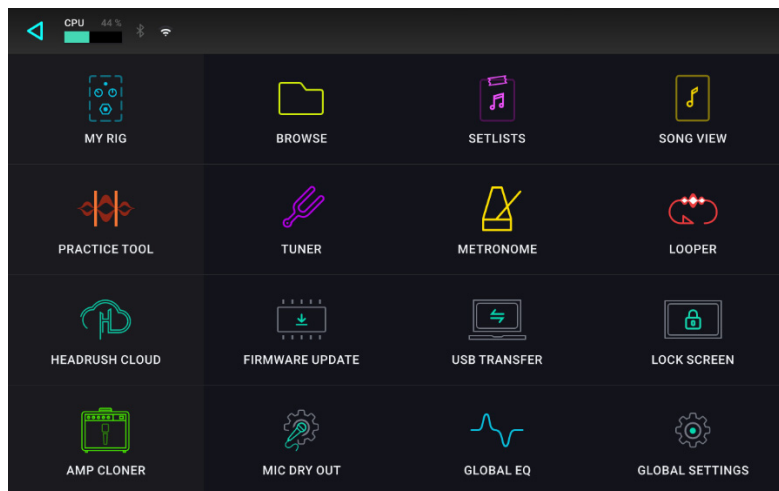 CPU 44 %
MY RIG
BROWSE
SETLISTS
SONG VIEW
PRACTICE TOOL
TUNER
METRONOME
LOOPER
HEADRUSH CLOUD
FIRMWARE UPDATE
USB TRANSFER
LOCK SCREEN
AMP CLONER
MIC DRY OUT
GLOBAL EQ
GLOBAL SETTINGS